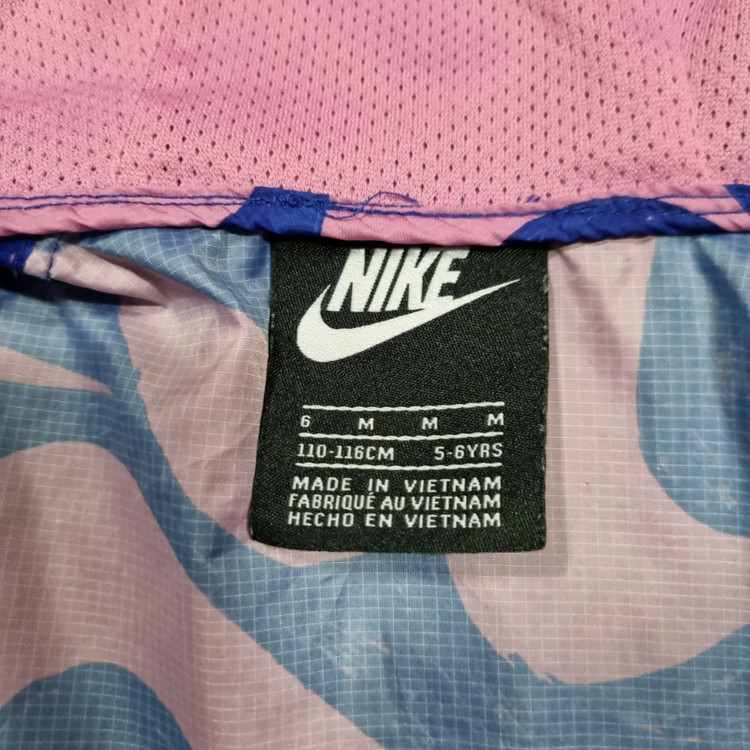 NIKE
6 M M M
110-116CM 5-6YRS
MADE IN VIETNAM
FABRIQUÉ AU VIETNAM
HECHO EN VIETNAM